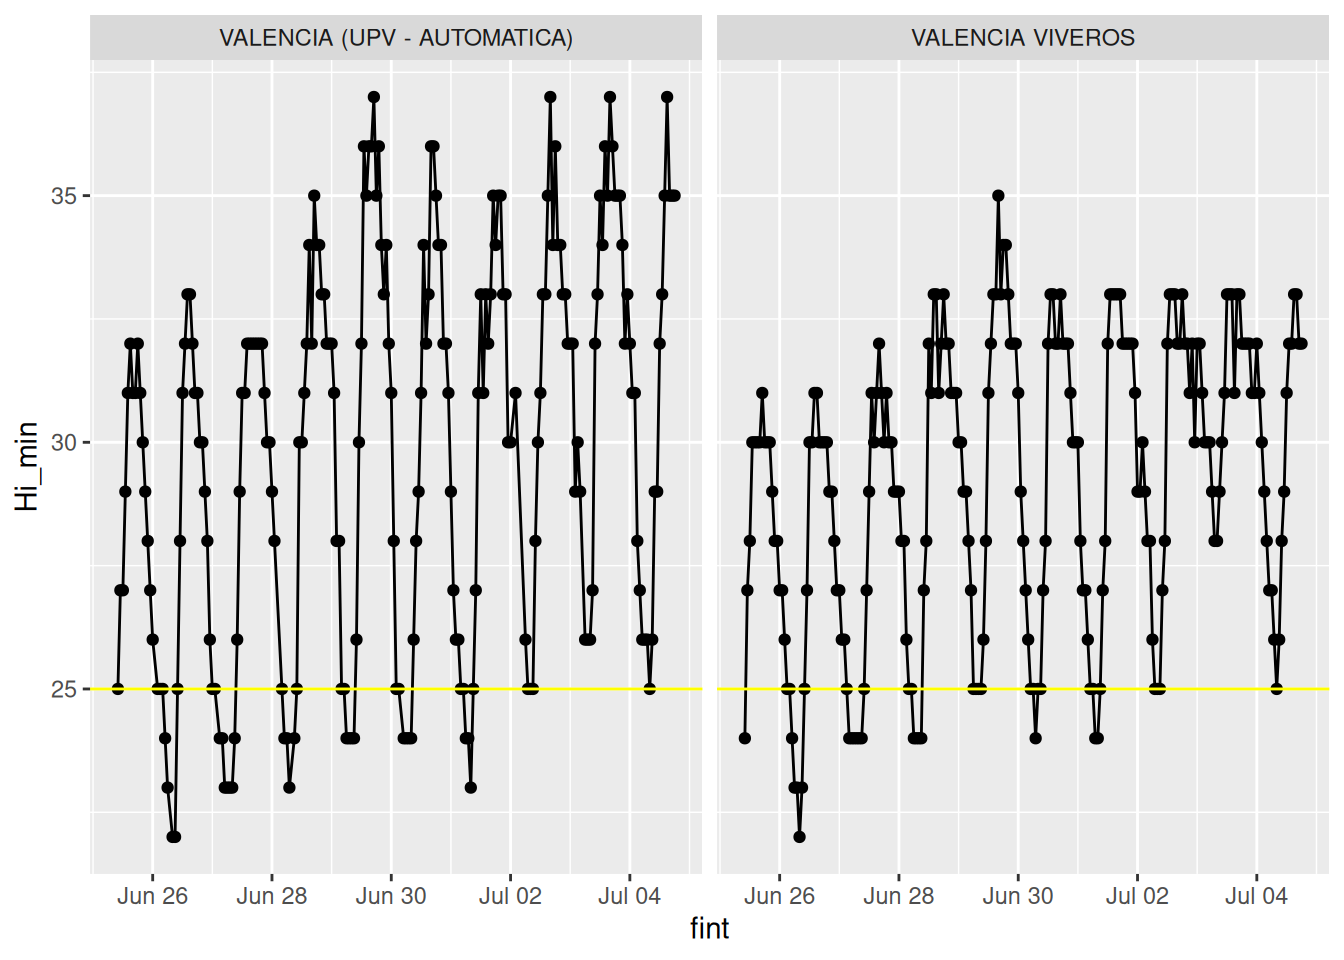 VALENCIA (UPV - AUTOMATICA) VALENCIA VIVEROS
35
30
25
Hi_min
Jun 26 Jun 28 Jun 30 Jul 02 Jul 04 Jun 26 Jun 28 Jun 30 Jul 02 Jul 04
fint